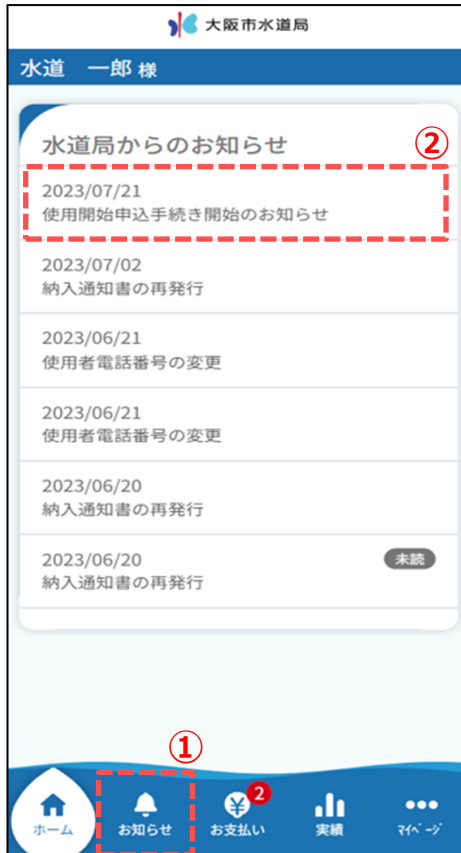 大阪市水道局
水道　一郎 様
水道局からのお知らせ
②
2023/07/21
使用開始申込手続き開始のお知らせ
2023/07/02
納入通知書の再発行
2023/06/21
使用者電話番号の変更
2023/06/21
使用者電話番号の変更
2023/06/20
納入通知書の再発行
2023/06/20
未読
納入通知書の再発行
①
2
ホーム
お知らせ
お支払い
実績
ﾏｲﾍﾟｰｼﾞ